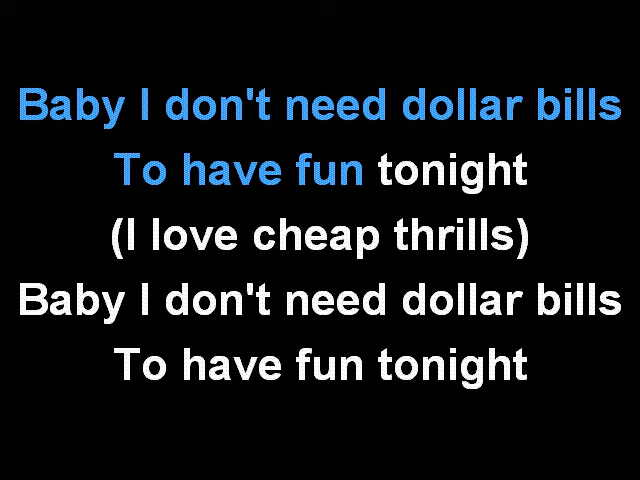 Baby I don't need dollar bills
To have fun tonight
(I love cheap thrills)
Baby I don't need dollar bills
To have fun tonight